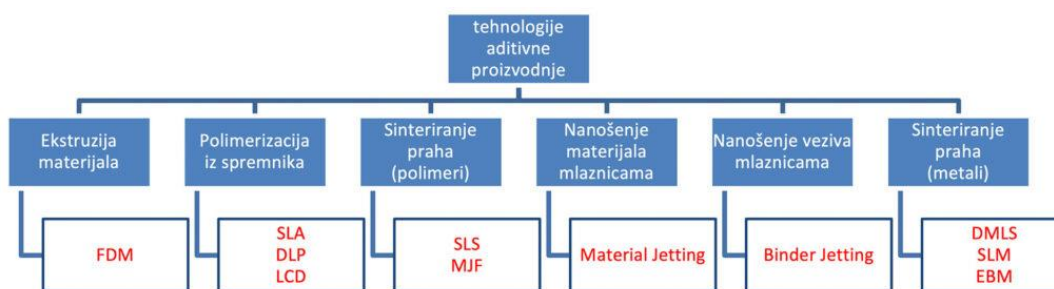 tehnologije
aditivne
proizvodnje
Ekstruzija
materijala
Polimerizacija
iz spremnika
Sinteriranje
praha
(polimeri)
Nanošenje
materijala
mlaznicama
Nanošenje veziva
mlaznicama
Sinteriranje
praha
(metali)
FDM
SLA
DLP
LCD
SLS
MJF
Material Jetting
Binder Jetting
DMLS
SLM
EBM